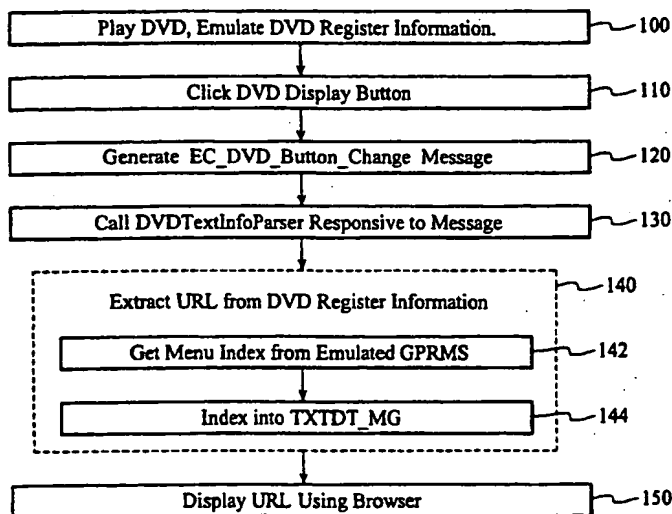 Play DVD, Emulate DVD Register Information. 100
Click DVD Display Button 110
Generate EC_DVD_Button_Change Message 120
Call DVDTextInfoParser Responsive to Message 130
140
Extract URL from DVD Register Information
Get Menu Index from Emulated GPRMS 142
Index into TXTDT_MG 144
Display URL Using Browser 150